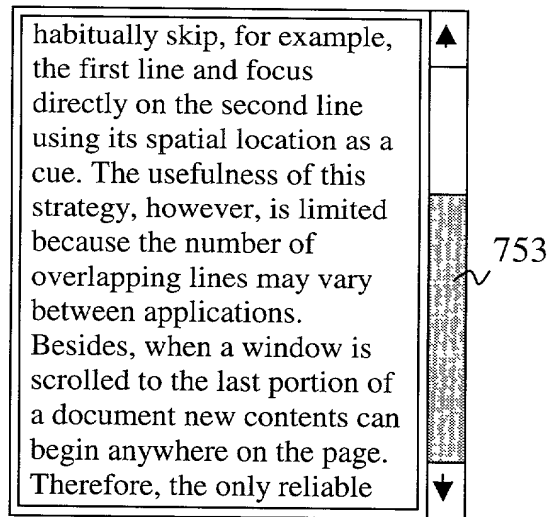 habitually skip, for example,
the first line and focus
directly on the second line
using its spatial location as a
cue. The usefulness of this
strategy, however, is limited
because the number of
overlapping lines may vary
between applications.
Besides, when a window is
scrolled to the last portion of
a document new contents can
begin anywhere on the page.
Therefore, the only reliable
753